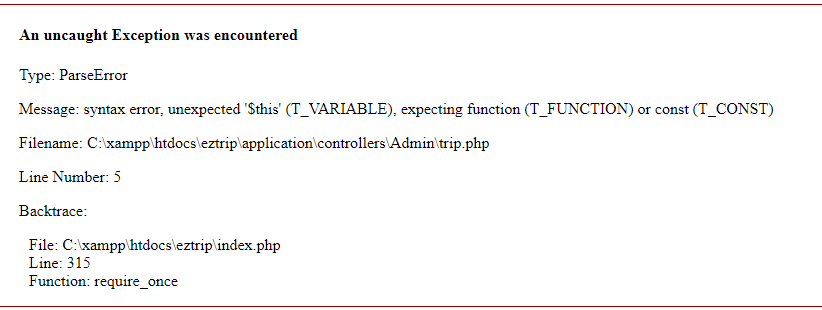 An uncaught Exception was encountered
Type: ParseError
Message: syntax error, unexpected '$this' (T_VARIABLE), expecting function (T_FUNCTION) or const (T_CONST)
Filename: C:\xampp\htdocs\eztrip\application\controllers\Admin\trip.php
Line Number: 5
Backtrace:
File: C:\xampp\htdocs\eztrip\index.php
Line: 315
Function: require_once